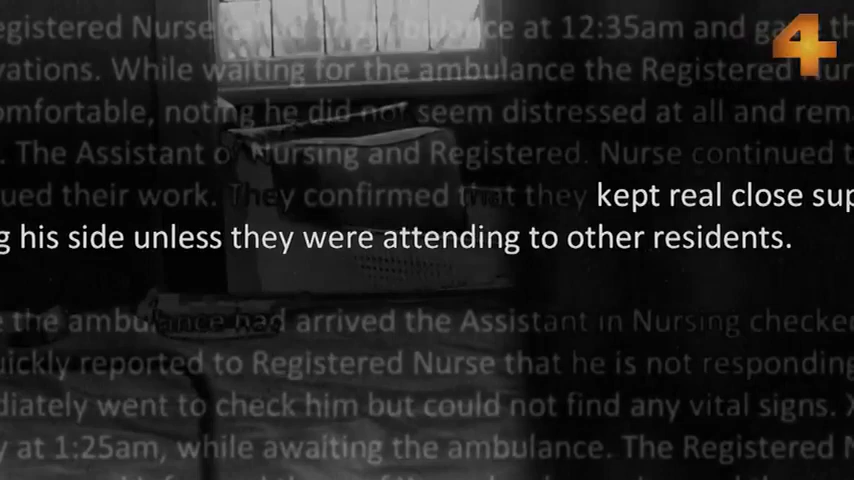 4
egistered Nurse called the ambulance at 12:35am and
vations. While waiting for the ambulance the Registered
omfortable, noting he did not seem distressed at all and
. The Assistant of Nursing and Registered. Nurse continued
ued their work. They confirmed that they kept real close sup
g his side unless they were attending to other residents.
e the ambulance had arrived the Assistant in Nursing checke
uickly reported to Registered Nurse that he is not responding
diately went to check him but could not find any vital signs. X
y at 1:25am, while awaiting the ambulance. The Registered N